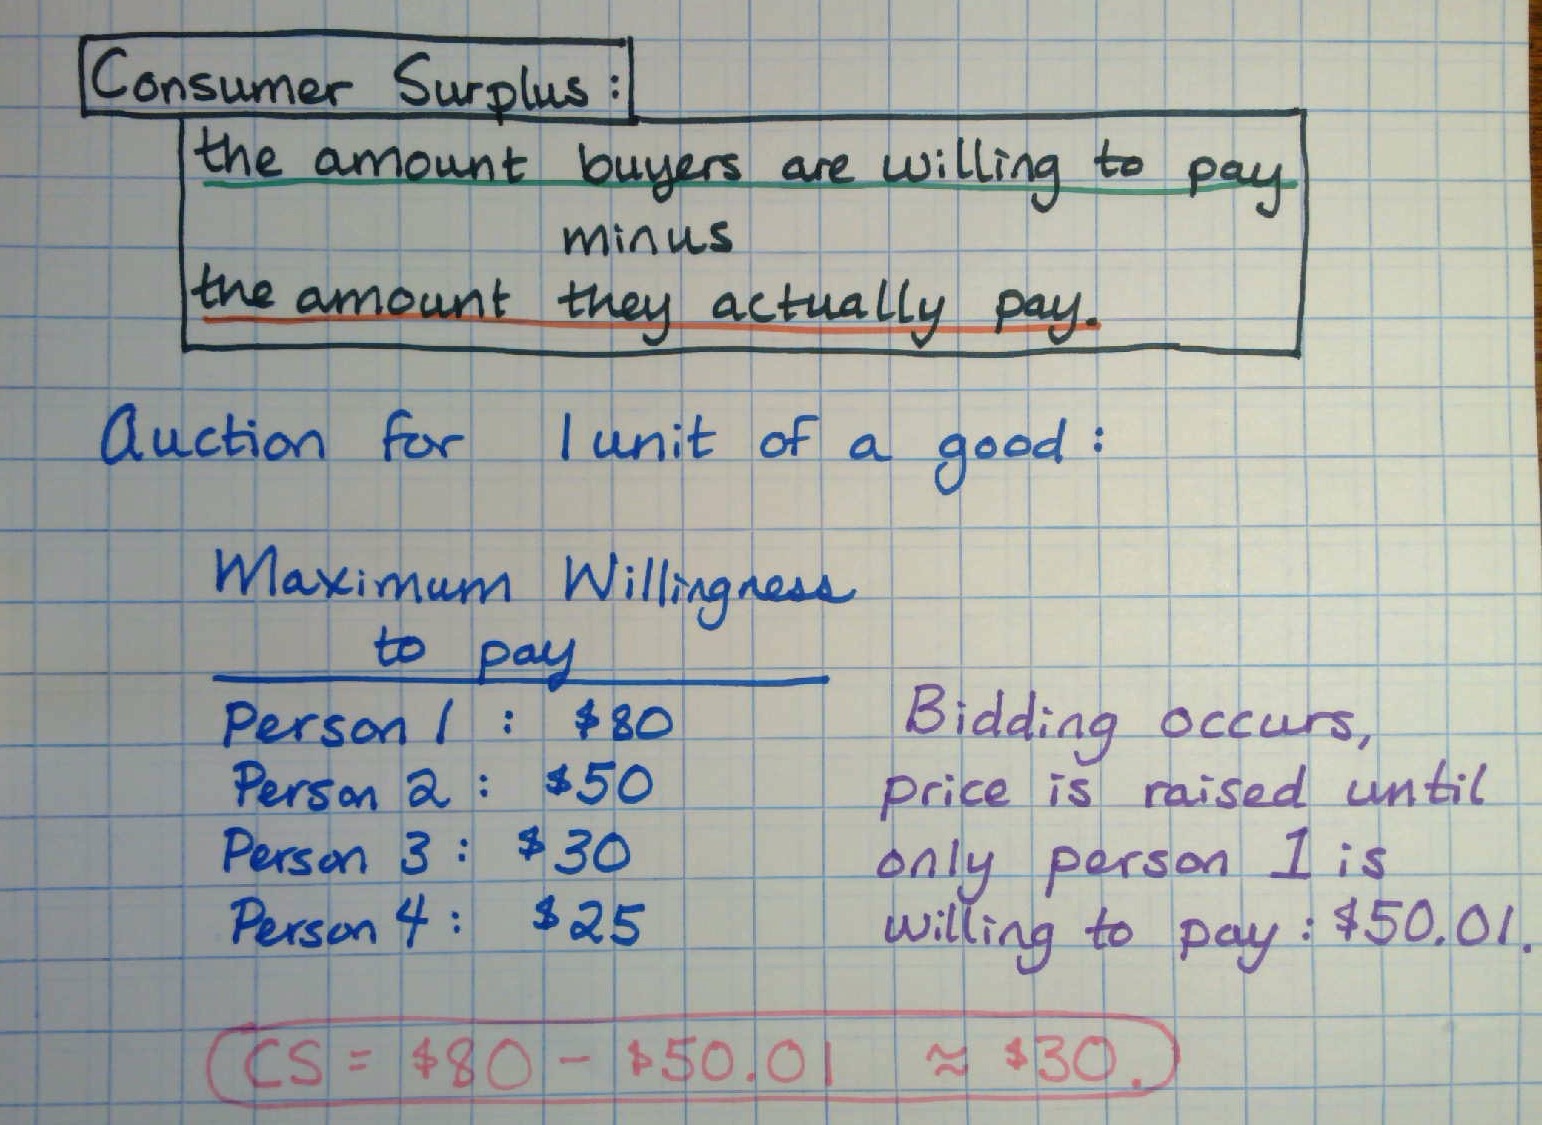 Consumer Surplus:
the amount buyers are willing to pay
minus
the amount they actually pay.
Auction for 1 unit of a good:
Maximum Willingness
to pay
Person 1 : $80
Person 2 : $50
Person 3 : $30
Person 4 : $25
Bidding occurs,
price is raised until
only person 1 is
willing to pay : $50.01.
CS = $80 - $50.01 ≈ $30.